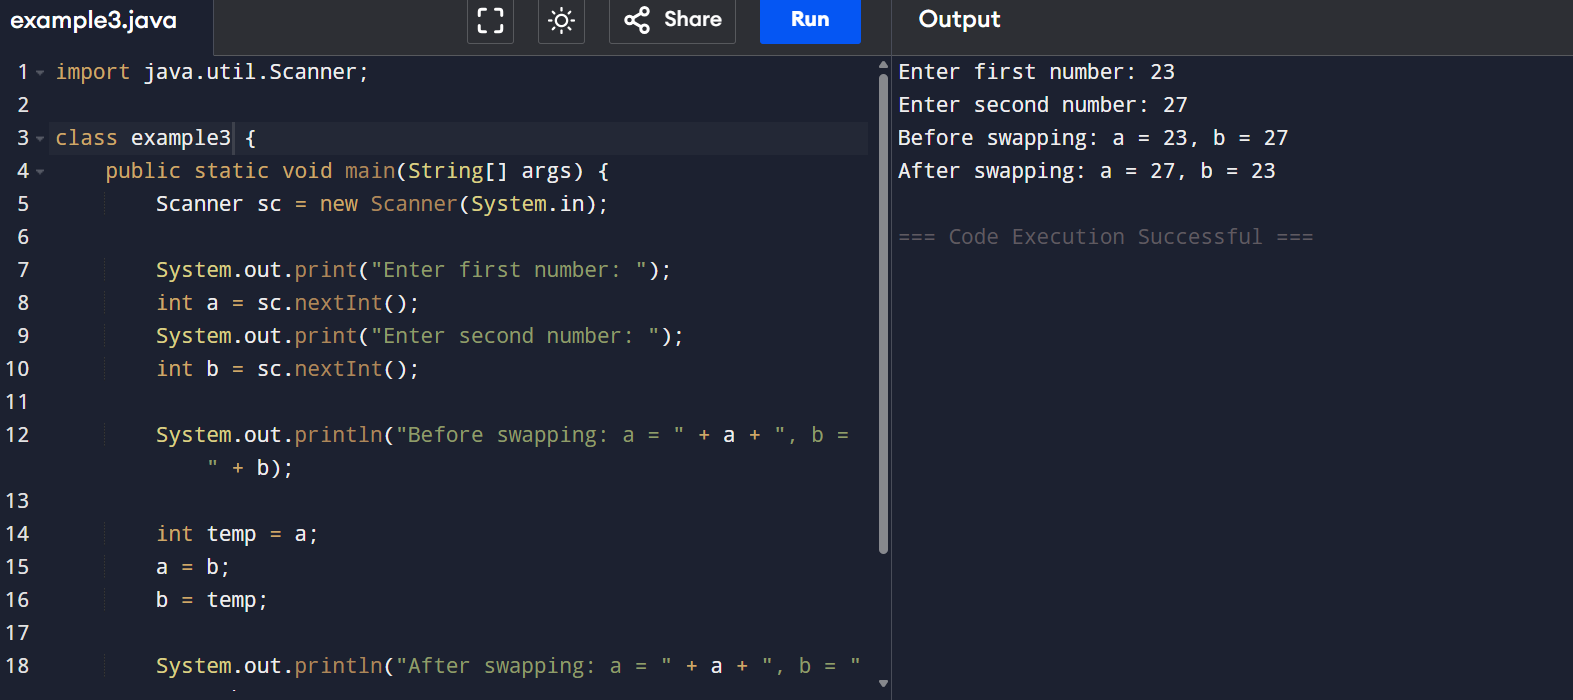 example3.java
Share
Run
Output
1 import java.util.Scanner;
2
3 class example3 {
4 public static void main(String[] args) {
5 Scanner sc = new Scanner(System.in);
6
7 System.out.print("Enter first number: ");
8 int a = sc.nextInt();
9 System.out.print("Enter second number: ");
10 int b = sc.nextInt();
11
12 System.out.println("Before swapping: a = " + a + ", b =
" + b);
13
14 int temp = a;
15 a = b;
16 b = temp;
17
18 System.out.println("After swapping: a = " + a + ", b = "
Enter first number: 23
Enter second number: 27
Before swapping: a = 23, b = 27
After swapping: a = 27, b = 23
=== Code Execution Successful ===